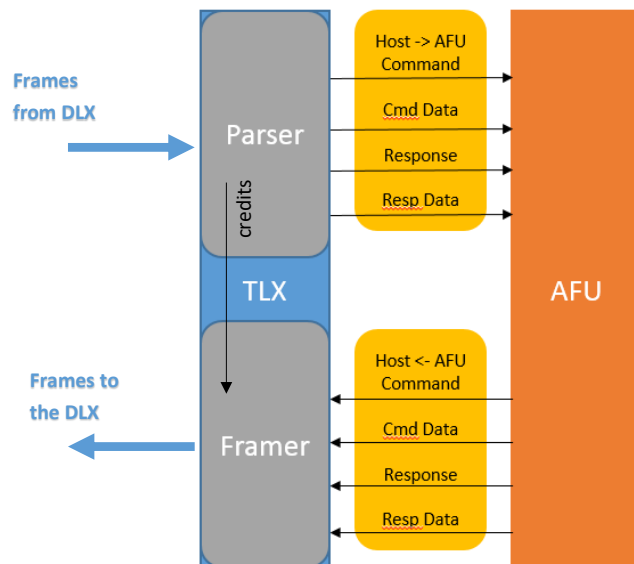 Frames
from DLX
Parser
credits
Host -> AFU
Command
Cmd Data
Response
Resp Data
TLX
AFU
Frames to
the DLX
Framer
Host <- AFU
Command
Cmd Data
Response
Resp Data